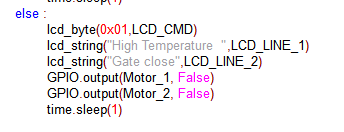 time.sleep(1)
else :
lcd_byte(0x01,LCD_CMD)
lcd_string("High Temperature  ",LCD_LINE_1)
lcd_string("Gate close",LCD_LINE_2)
GPIO.output(Motor_1, False)
GPIO.output(Motor_2, False)
time.sleep(1)